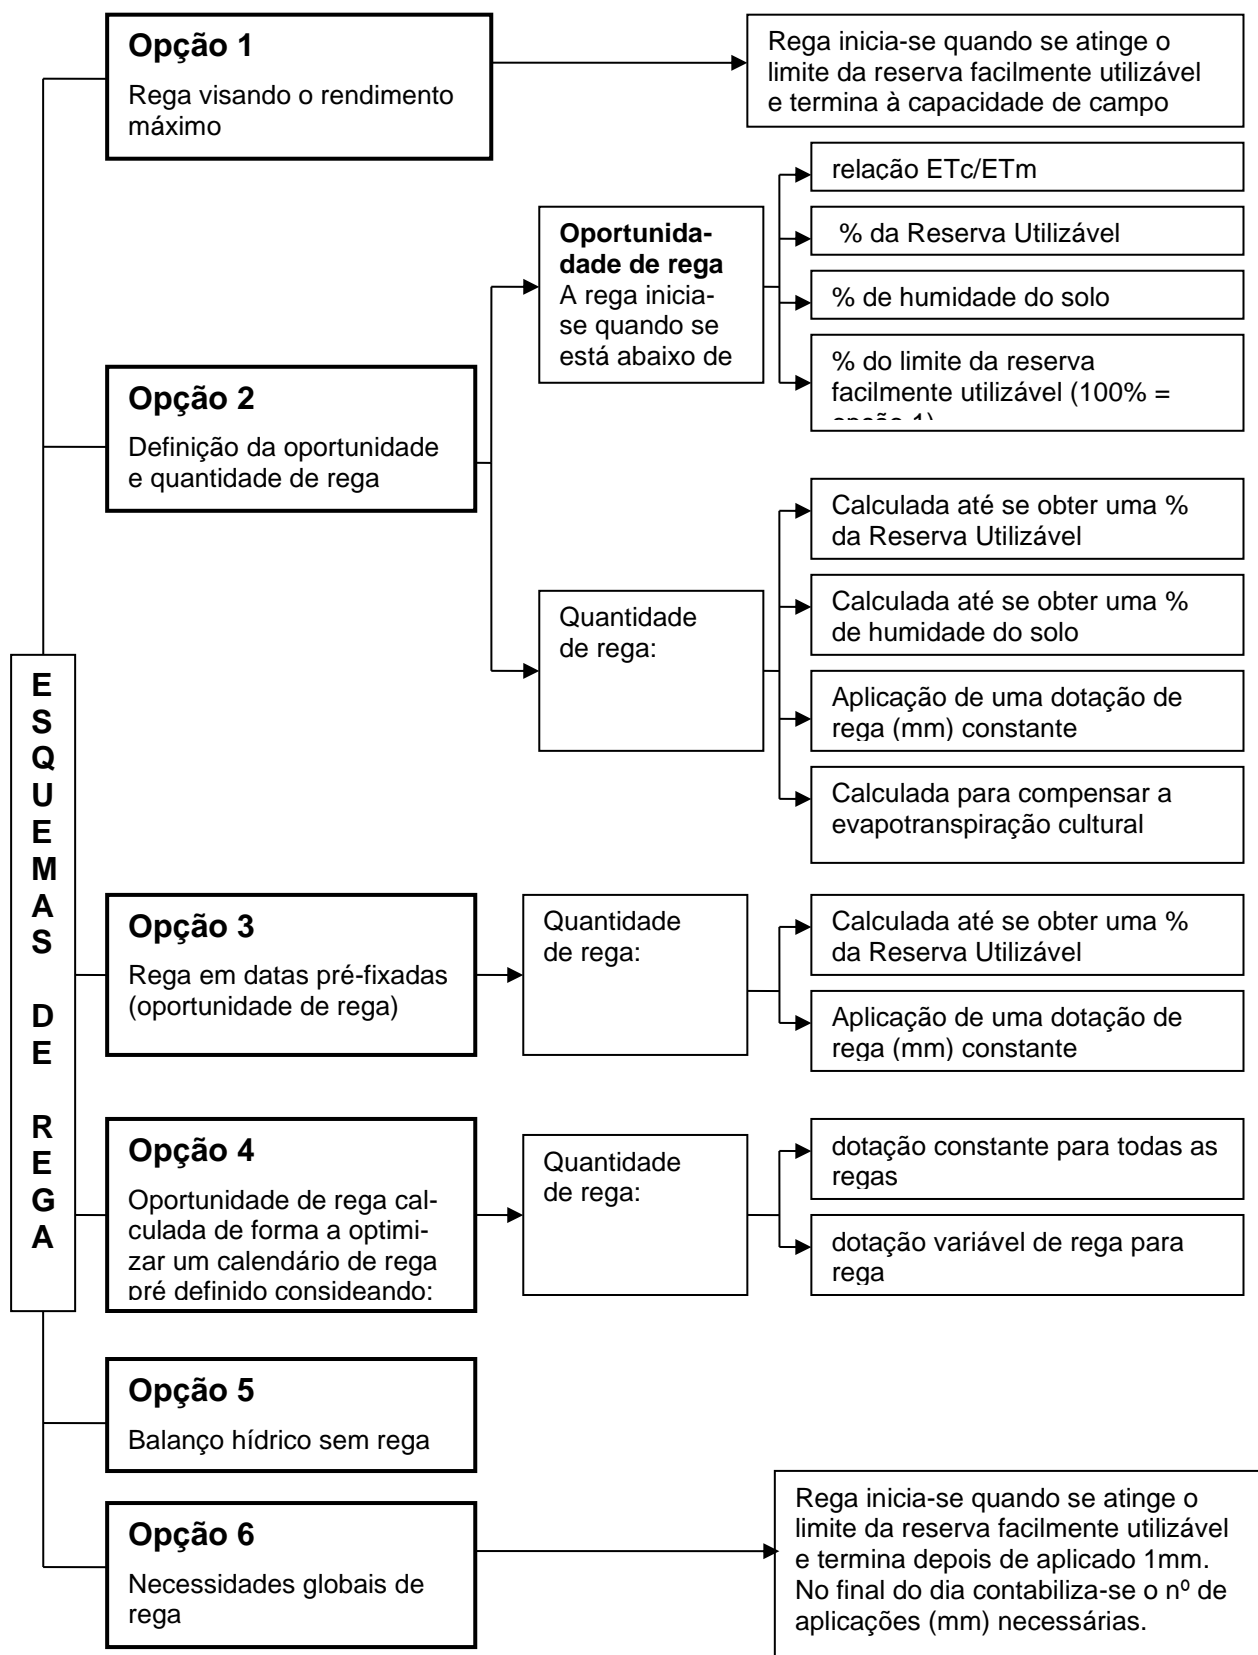 Opção 1
Rega visando o rendimento
máximo
Rega inicia-se quando se atinge o
limite da reserva facilmente utilizável
e termina à capacidade de campo
Opção 2
Definição da oportunidade
e quantidade de rega
Oportunida-
dade de rega
A rega inicia-
se quando se
está abaixo de
relação ETc/ETm
% da Reserva Utilizável
% de humidade do solo
% do limite da reserva
facilmente utilizável (100% =
opção 1)
Quantidade
de rega:
Calculada até se obter uma %
da Reserva Utilizável
Calculada até se obter uma %
de humidade do solo
Aplicação de uma dotação de
rega (mm) constante
Calculada para compensar a
evapotranspiração cultural
ESQUEMAS DE REGA
Opção 3
Rega em datas pré-fixadas
(oportunidade de rega)
Quantidade
de rega:
Calculada até se obter uma %
da Reserva Utilizável
Aplicação de uma dotação de
rega (mm) constante
Opção 4
Oportunidade de rega cal-
culada de forma a optimi-
zar um calendário de rega
pré definido consideando:
Quantidade
de rega:
dotação constante para todas as
regas
dotação variável de rega para
rega
Opção 5
Balanço hídrico sem rega
Opção 6
Necessidades globais de
rega
Rega inicia-se quando se atinge o
limite da reserva facilmente utilizável
e termina depois de aplicado 1mm.
No final do dia contabiliza-se o nº de
aplicações (mm) necessárias.